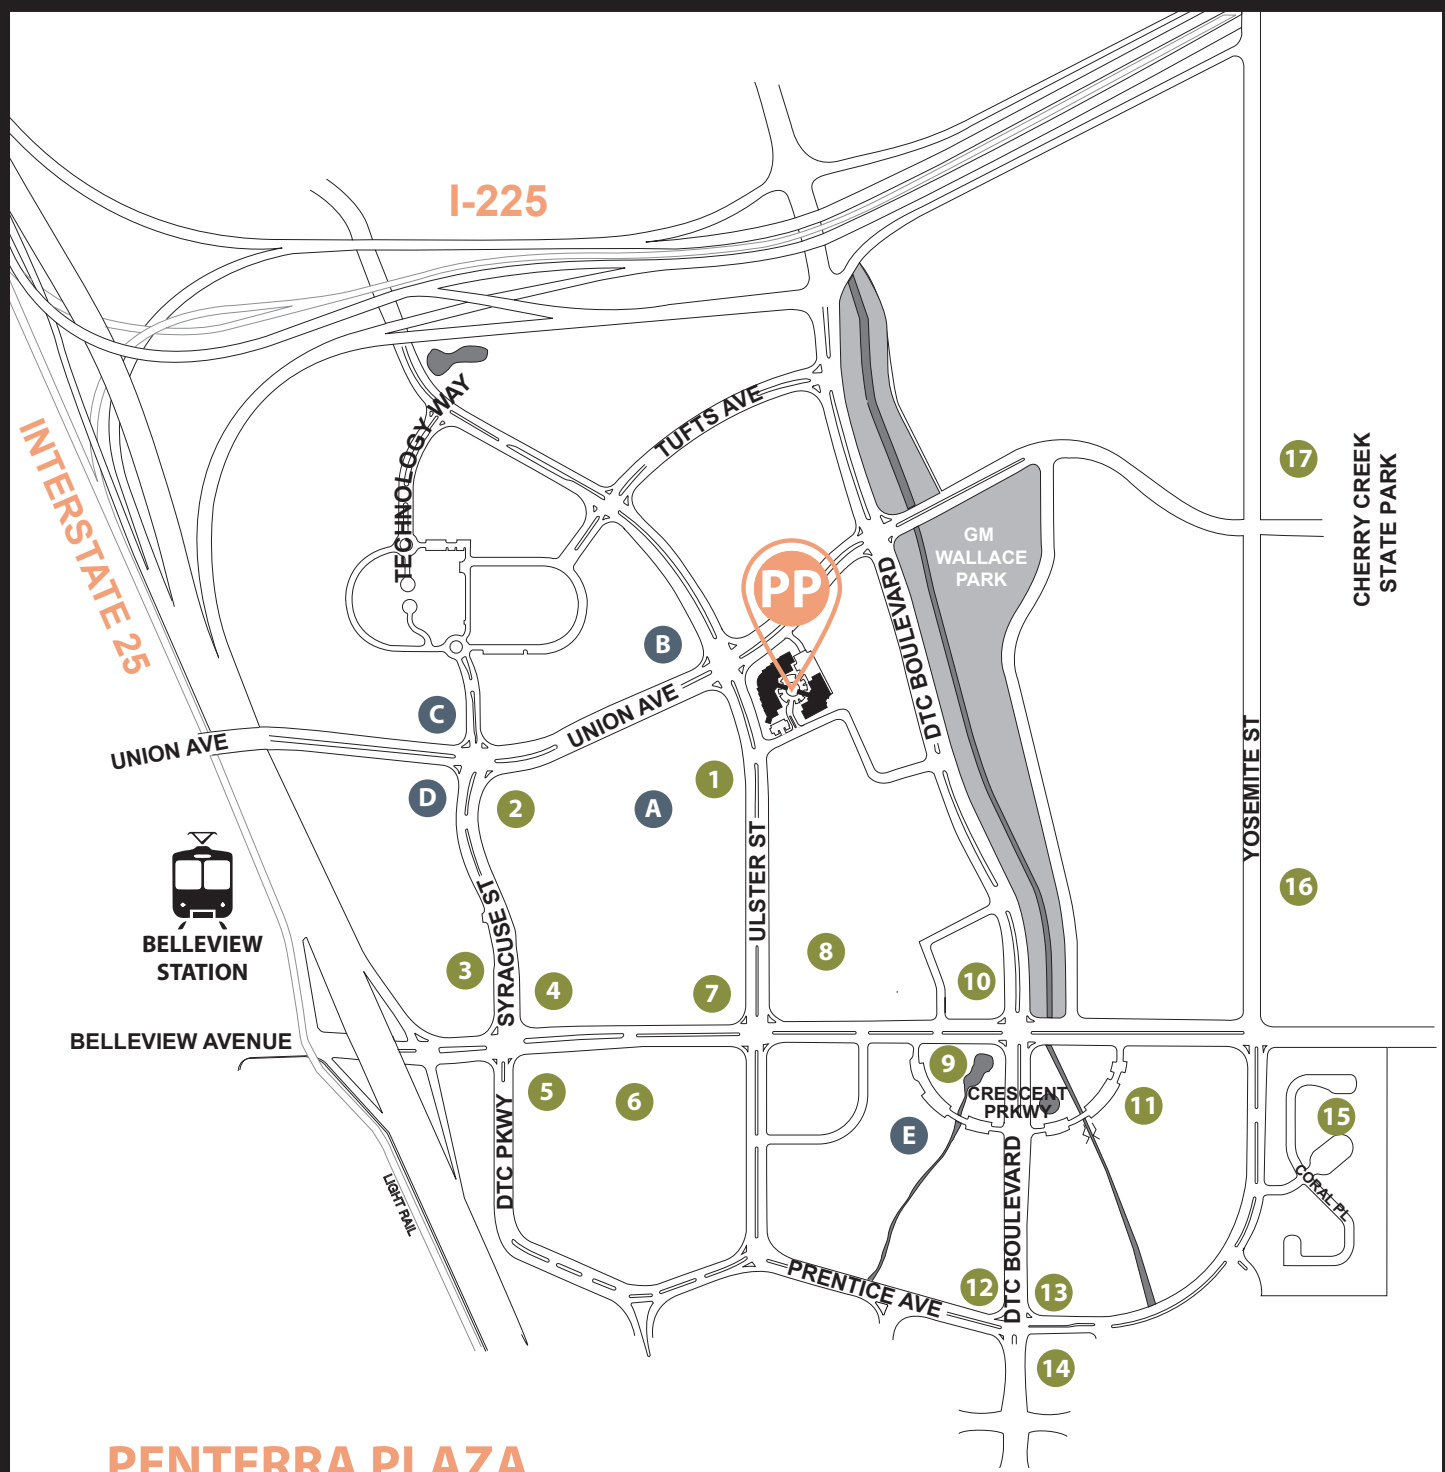 I-225
TECHNOLOGY WAY
TUFTS AVE
INTERSTATE 25
17
CHERRY CREEK
STATE PARK
GM
WALLACE
PARK
PP
DTC BOULEVARD
B
C
UNION AVE
UNION AVE
1
D
2
A
YOSEMITE ST
ULSTER ST
SYRACUSE ST
16
BELLEVIEW
STATION
3
4
7
8
10
BELLEVIEW AVENUE
9
5
6
CRESCENT
PRKWY
11
15
E
DTC PKWY
LIGHT RAIL
DTC BOULEVARD
CORAL PL
PRENTICE AVE
12
13
14
PENTERRA PLAZA